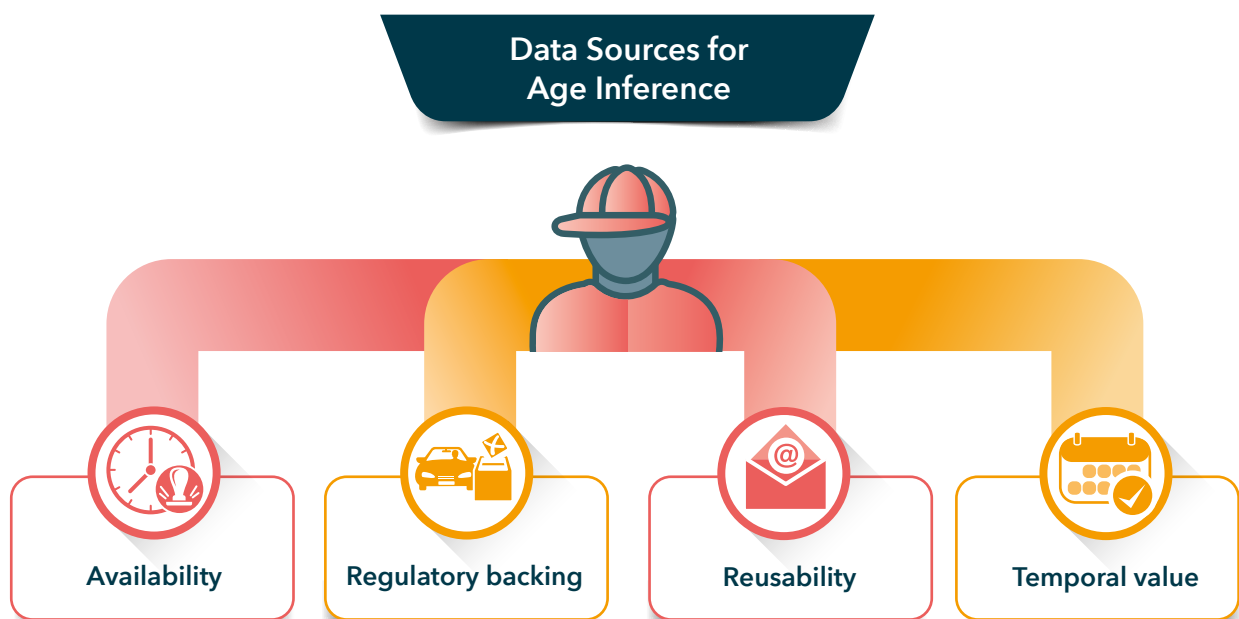 Data Sources for
Age Inference
@
Availability
Regulatory backing
Reusability
Temporal value